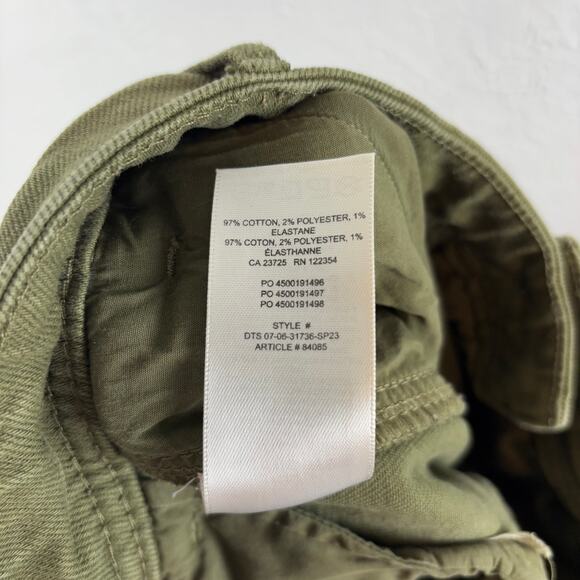 97% COTTON, 2% POLYESTER, 1%
ELASTANE
97% COTON, 2% POLYESTER, 1%
ÉLASTHANNE
CA 23725 RN 122354
PO 4500191496
PO 4500191497
PO 4500191498
STYLE #
DTS 07-06-31736-SP23
ARTICLE # 84085